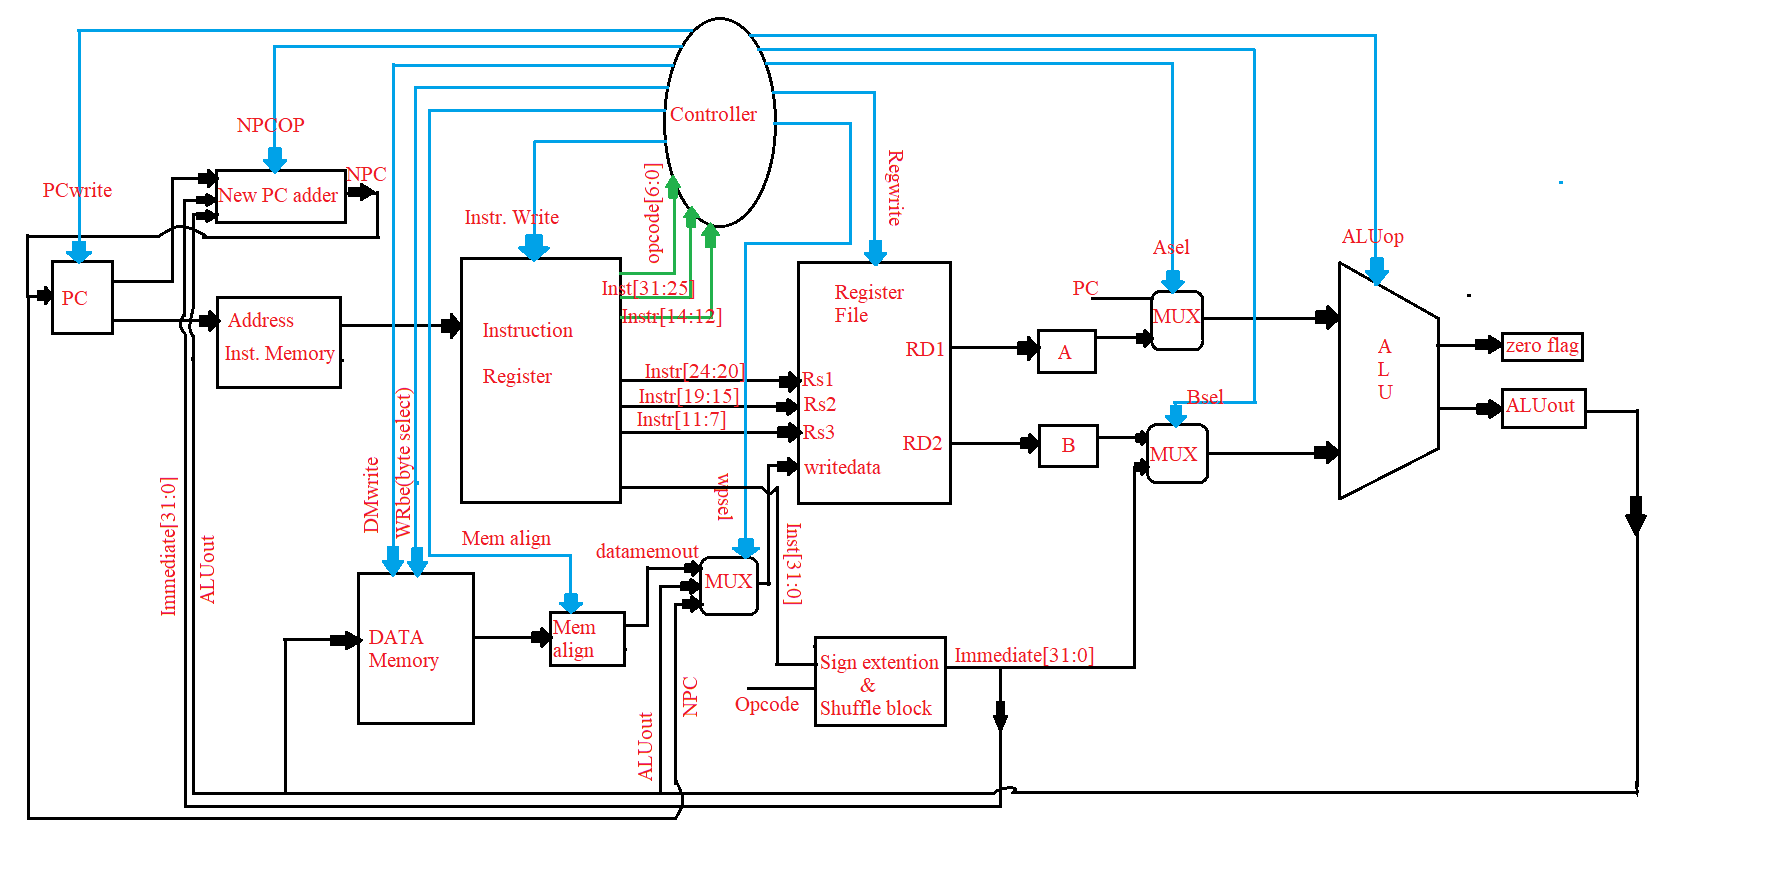 Controller
NPCOP
PCwrite
New PC adder
NPC
PC
Address
Inst. Memory
Instr. Write
opcode[6:0]
Inst[31:25]
Instr[14:12]
Instruction
Register
Instr[24:20]
Instr[19:15]
Instr[11:7]
Regwrite
Register
File
RD1
RD2
Rs1
Rs2
Rs3
writedata
PC
Asel
MUX
A
B
Bsel
MUX
ALUop
A
L
U
zero flag
ALUout
Immediate[31:0]
ALUout
DMwrite
WRbe(byte select)
Mem align
datamemout
wpsel
MUX
Inst[31:0]
DATA
Memory
Mem
align
ALUout
NPC
Opcode
Sign extention
&
Shuffle block
Immediate[31:0]